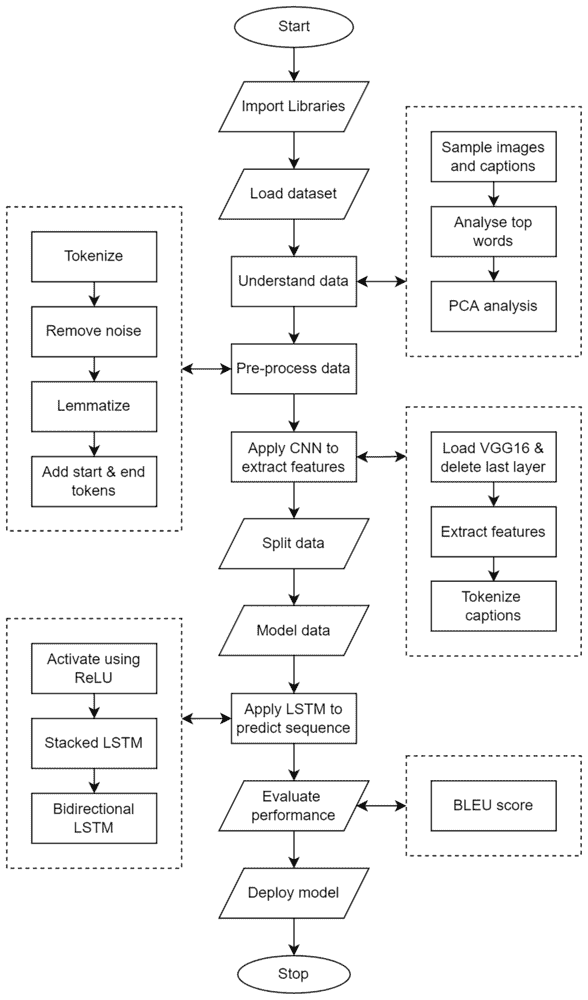 Start
Import Libraries
Load dataset
Understand data
Sample images
and captions
Analyse top
words
PCA analysis
Pre-process data
Tokenize
Remove noise
Lemmatize
Add start & end
tokens
Apply CNN to
extract features
Load VGG16 &
delete last layer
Extract features
Tokenize
captions
Split data
Model data
Apply LSTM to
predict sequence
Activate using
ReLU
Stacked LSTM
Bidirectional
LSTM
Evaluate
performance
BLEU score
Deploy model
Stop